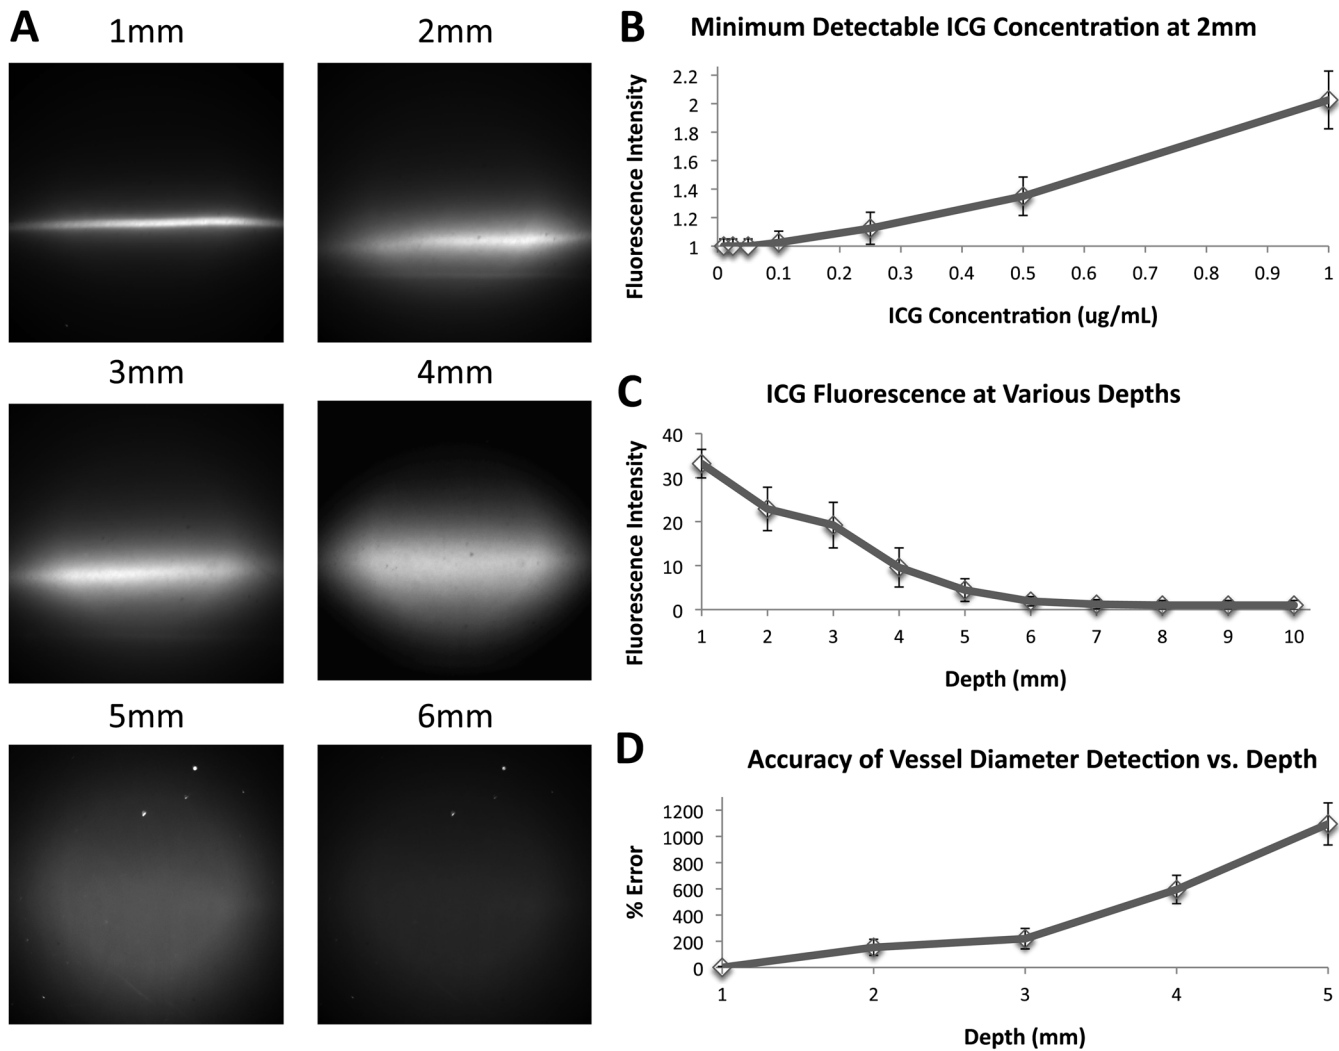 A
1mm
2mm
3mm
4mm
5mm
6mm
B
Minimum Detectable ICG Concentration at 2mm
Fluorescence Intensity
2.2
2
1.8
1.6
1.4
1.2
1
0
0.1
0.2
0.3
0.4
0.5
0.6
0.7
0.8
0.9
1
ICG Concentration (ug/mL)
C
ICG Fluorescence at Various Depths
Fluorescence Intensity
40
30
20
10
0
1
2
3
4
5
6
7
8
9
10
Depth (mm)
D
Accuracy of Vessel Diameter Detection vs. Depth
% Error
1200
1000
800
600
400
200
0
1
2
3
4
5
Depth (mm)